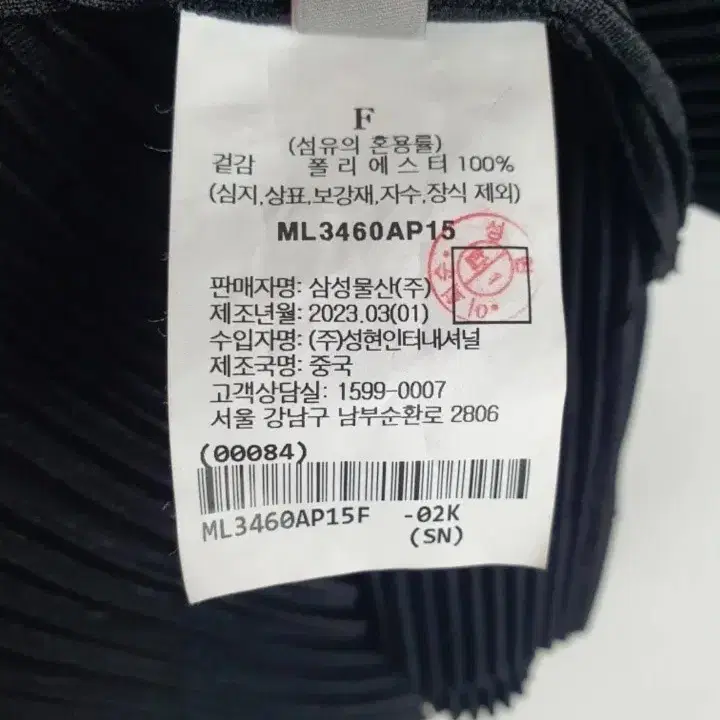 F
(섬유의 혼용률)
겉감 폴리에스터 100%
(심지,상표,보강재,자수,장식 제외)
ML3460AP15
판매자명: 삼성물산(주)
제조년월: 2023.03(01)
수입자명: (주)성현인터내셔널
제조국명: 중국
고객상담실: 1599-0007
서울 강남구 남부순환로 2806
(00084)
ML3460AP15F -02K
(SN)